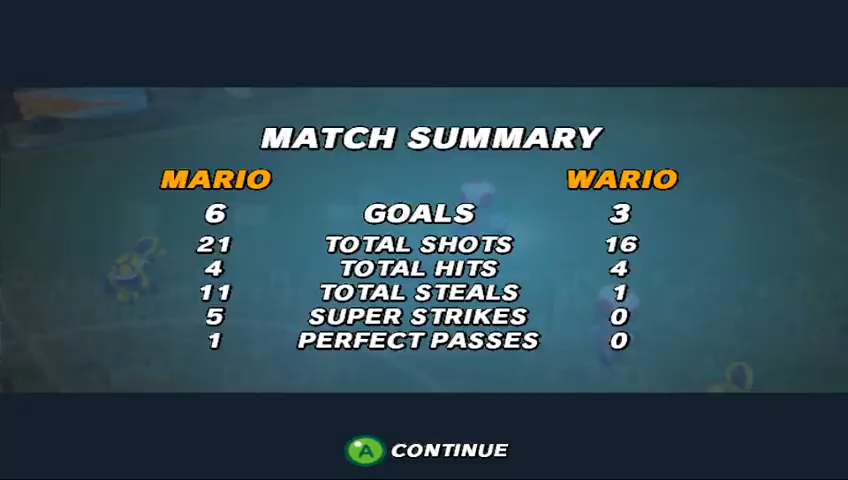 MATCH SUMMARY
MARIO WARIO
6 GOALS 3
21 TOTAL SHOTS 16
4 TOTAL HITS 4
11 TOTAL STEALS 1
5 SUPER STRIKES 0
1 PERFECT PASSES 0
A CONTINUE